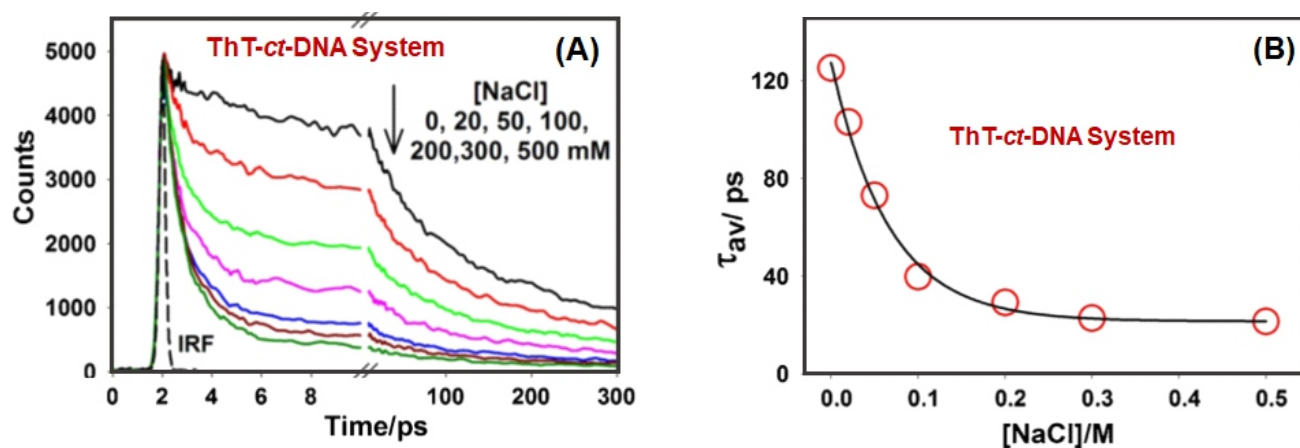 ThT-ct-DNA System
(A)
[NaCl]
0, 20, 50, 100,
200,300, 500 mM
IRF
Counts
5000
4000
3000
2000
1000
0
0 2 4 6 8 100 200 300
Time/ps
(B)
ThT-ct-DNA System
τav/ ps
120
80
40
0
0.0 0.1 0.2 0.3 0.4 0.5
[NaCl]/M